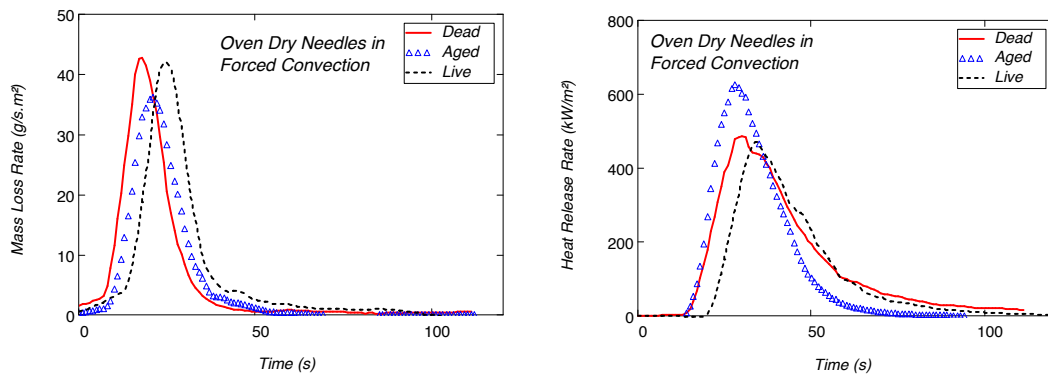 50
40
30
20
10
0
Mass Loss Rate (g/s.m²)
Oven Dry Needles in
Forced Convection
Dead
Aged
Live
0
50
100
Time (s)
800
600
400
200
0
Heat Release Rate (kW/m²)
Oven Dry Needles in
Forced Convection
Dead
Aged
Live
0
50
100
Time (s)